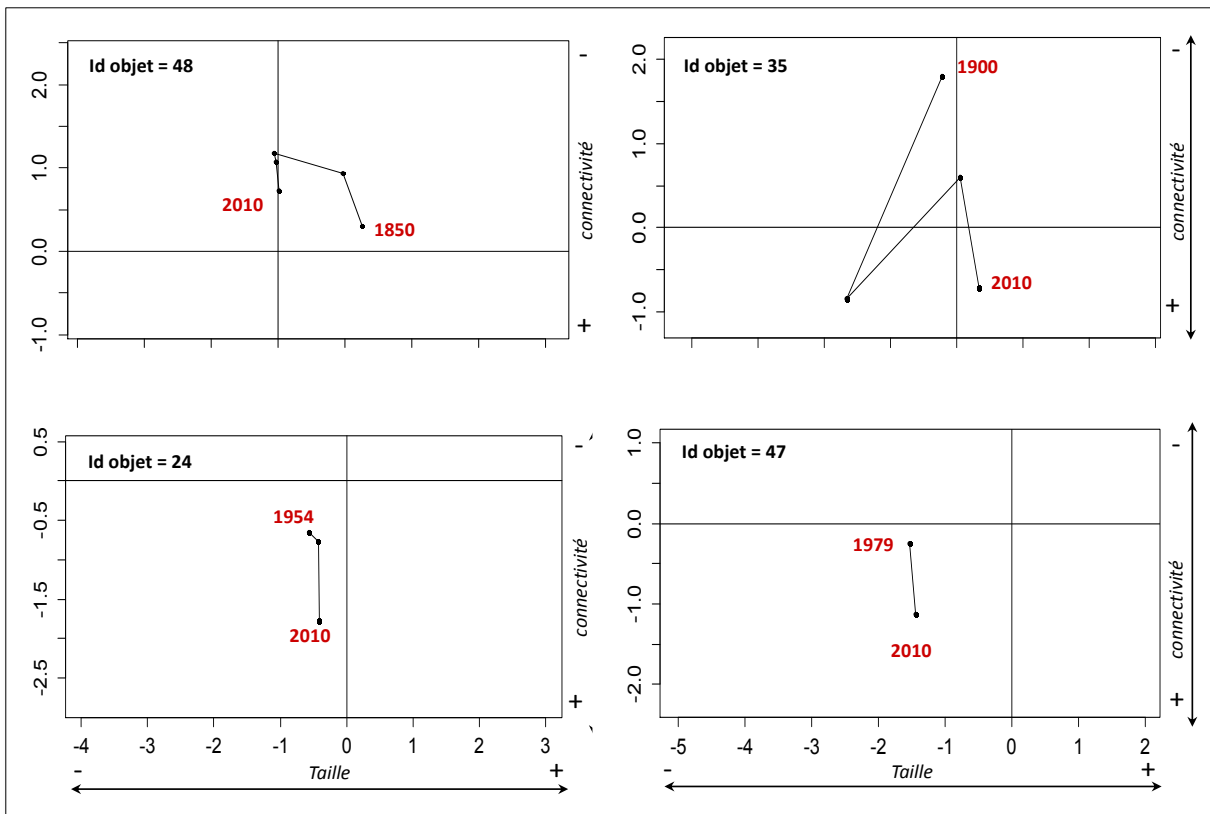 Id objet = 48
2.0
1.0
0.0
-1.0
2010
1850
-
connectivité
+
Id objet = 35
2.0
1.0
0.0
-1.0
1900
2010
-
connectivité
+
Id objet = 24
0.5
-0.5
-1.5
-2.5
1954
2010
-
connectivité
+
-4 -3 -2 -1 0 1 2 3
- Taille +
Id objet = 47
1.0
0.0
-1.0
-2.0
1979
2010
-
connectivité
+
-5 -4 -3 -2 -1 0 1 2
- Taille +